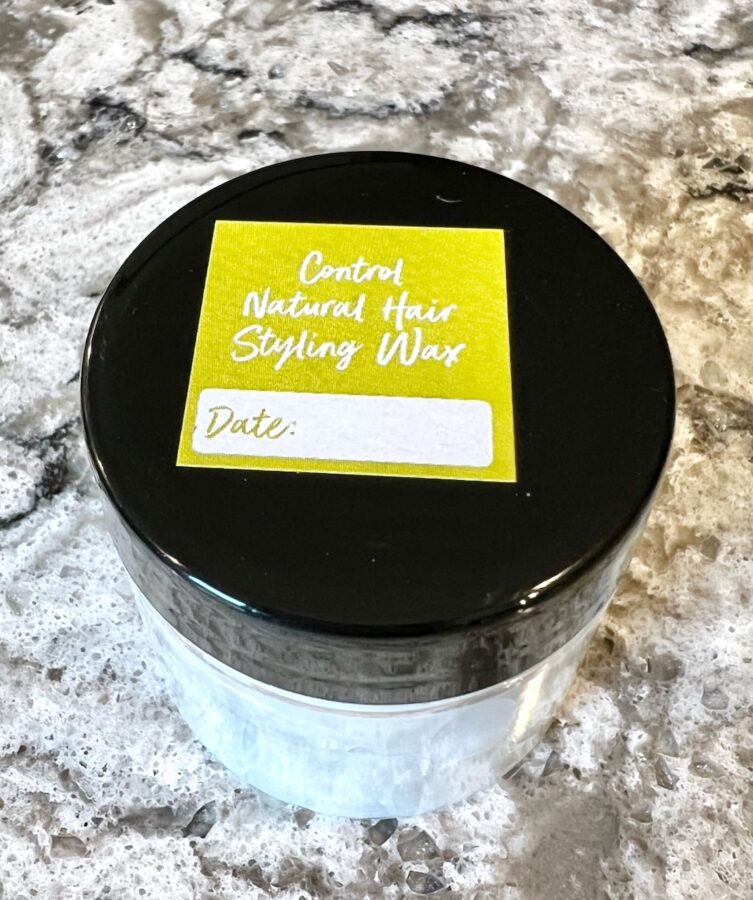 Control
Natural Hair
Styling Wax
Date: